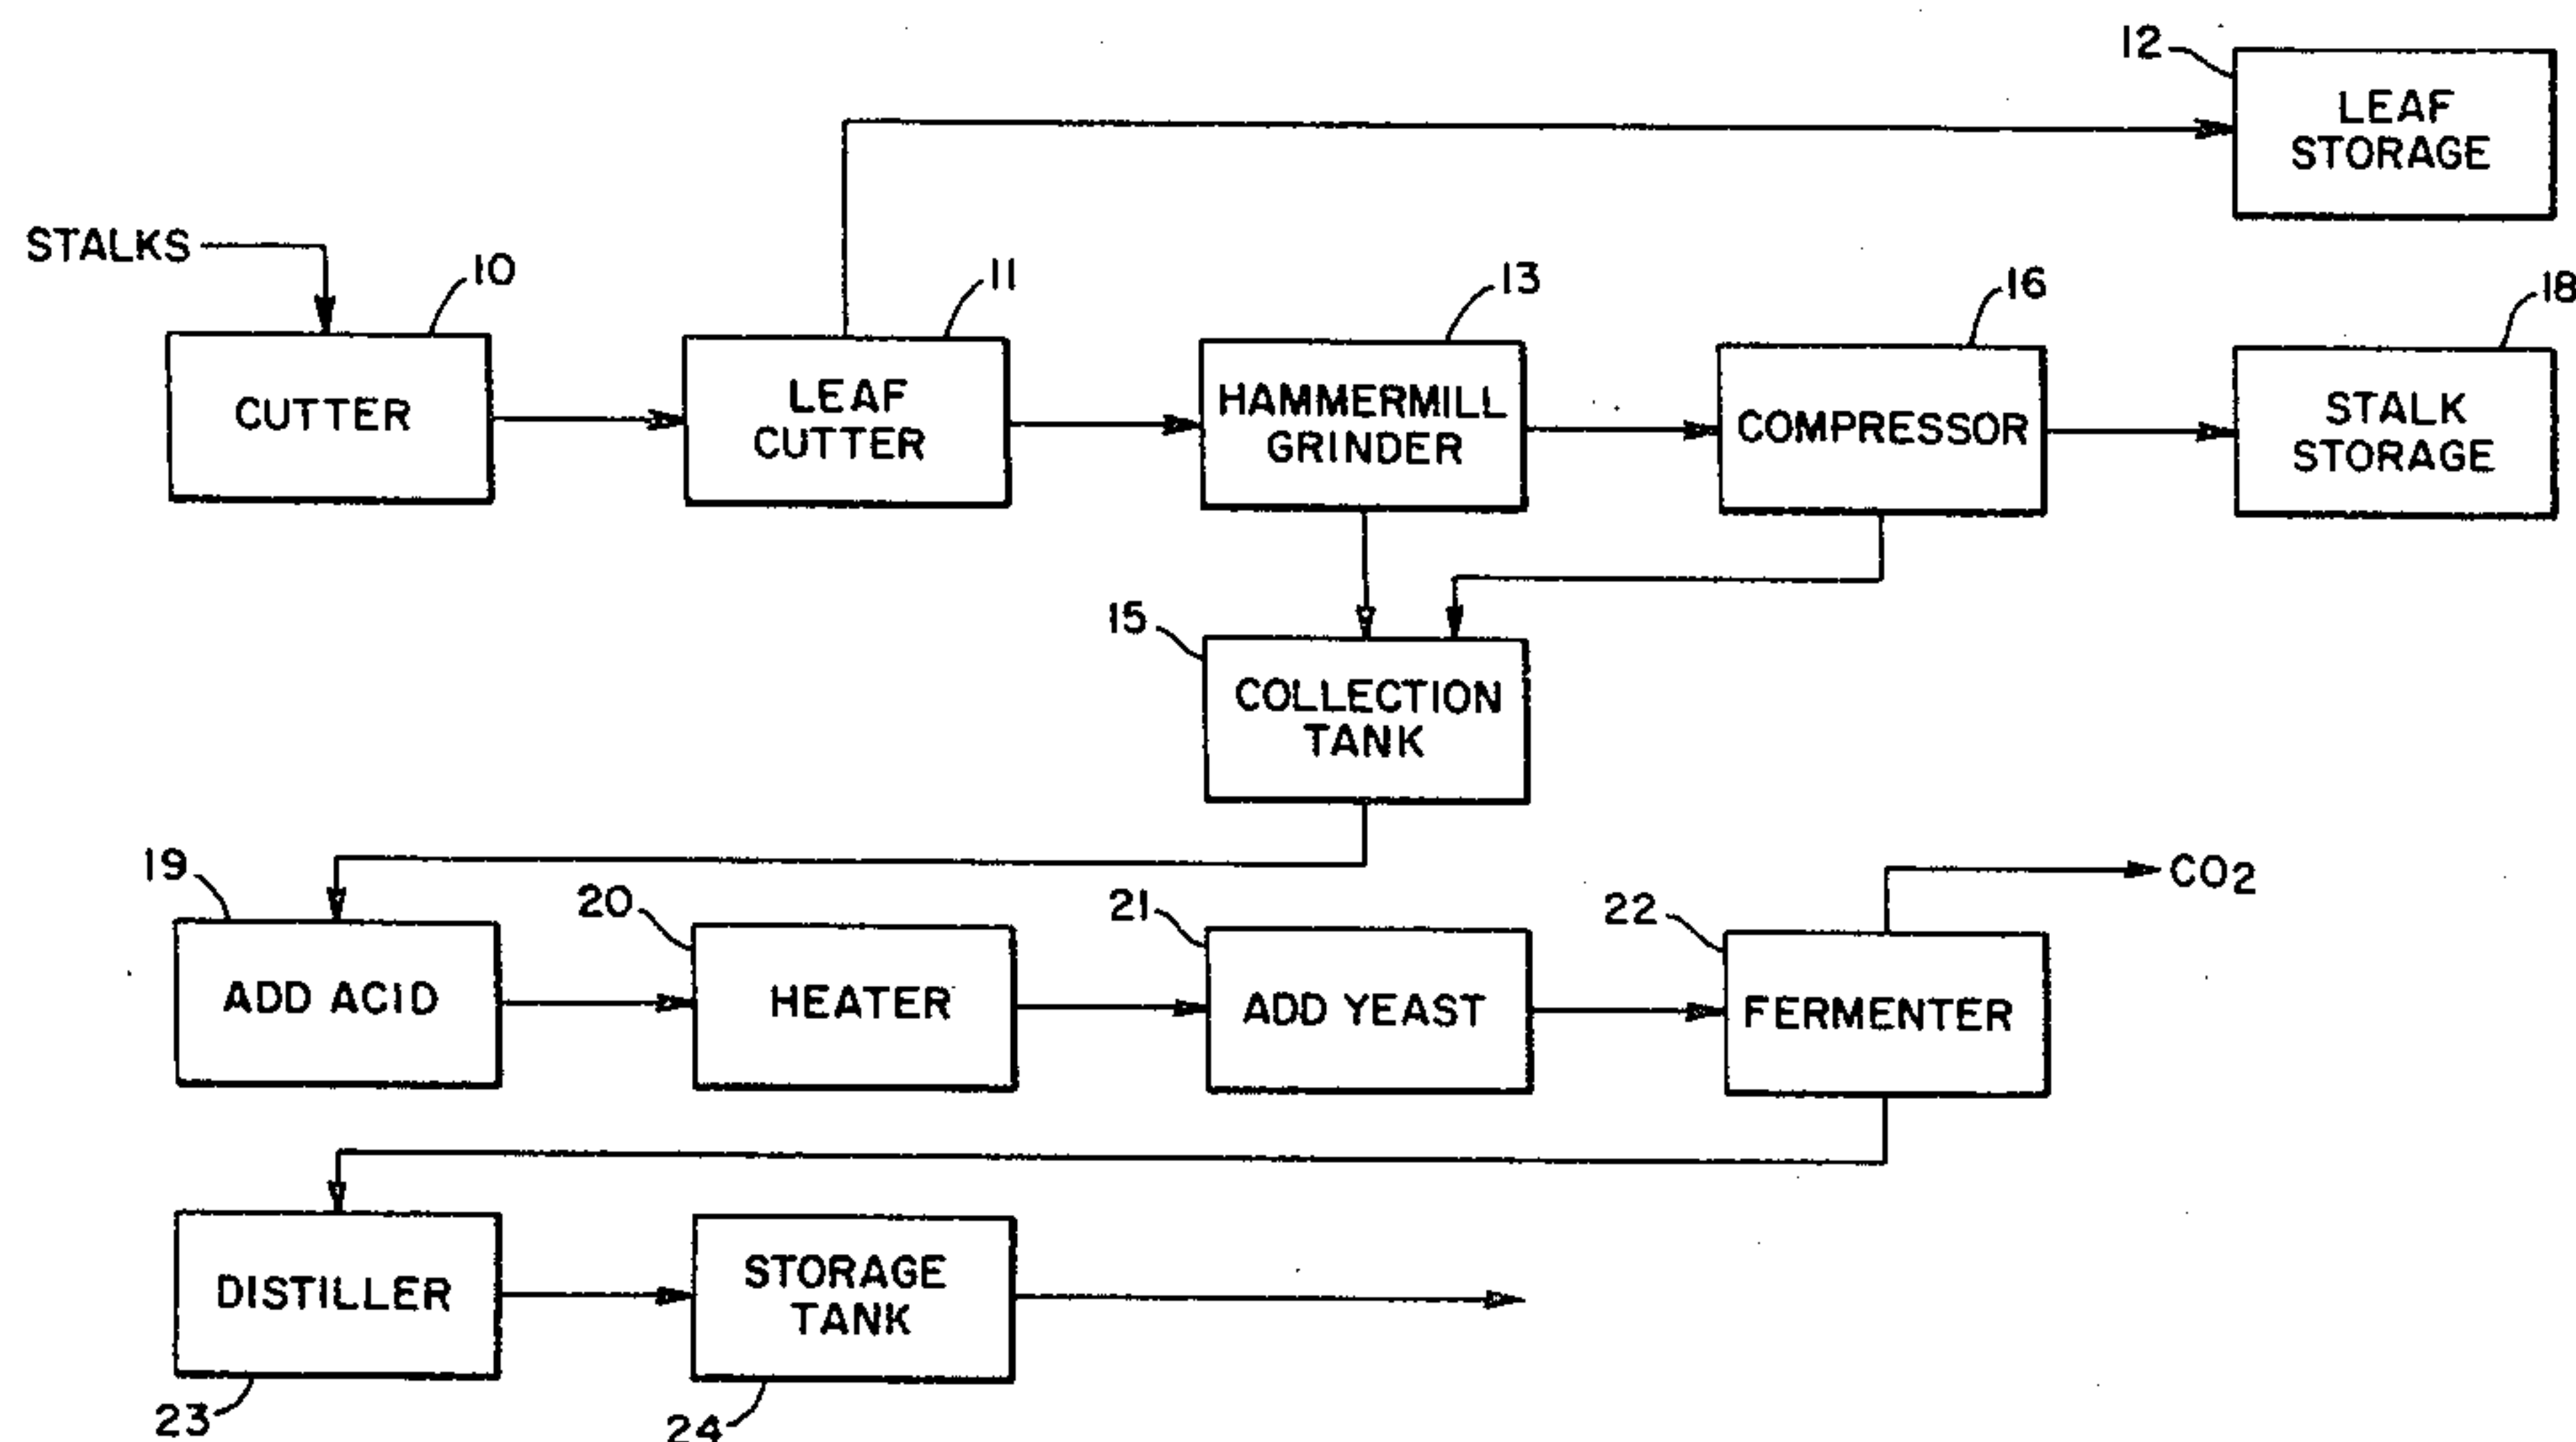 12
LEAF
STORAGE
STALKS
10
11
13
16
18
CUTTER
LEAF
CUTTER
HAMMERMILL
GRINDER
COMPRESSOR
STALK
STORAGE
15
COLLECTION
TANK
19
20
21
22
CO2
ADD ACID
HEATER
ADD YEAST
FERMENTER
DISTILLER
STORAGE
TANK
23
24